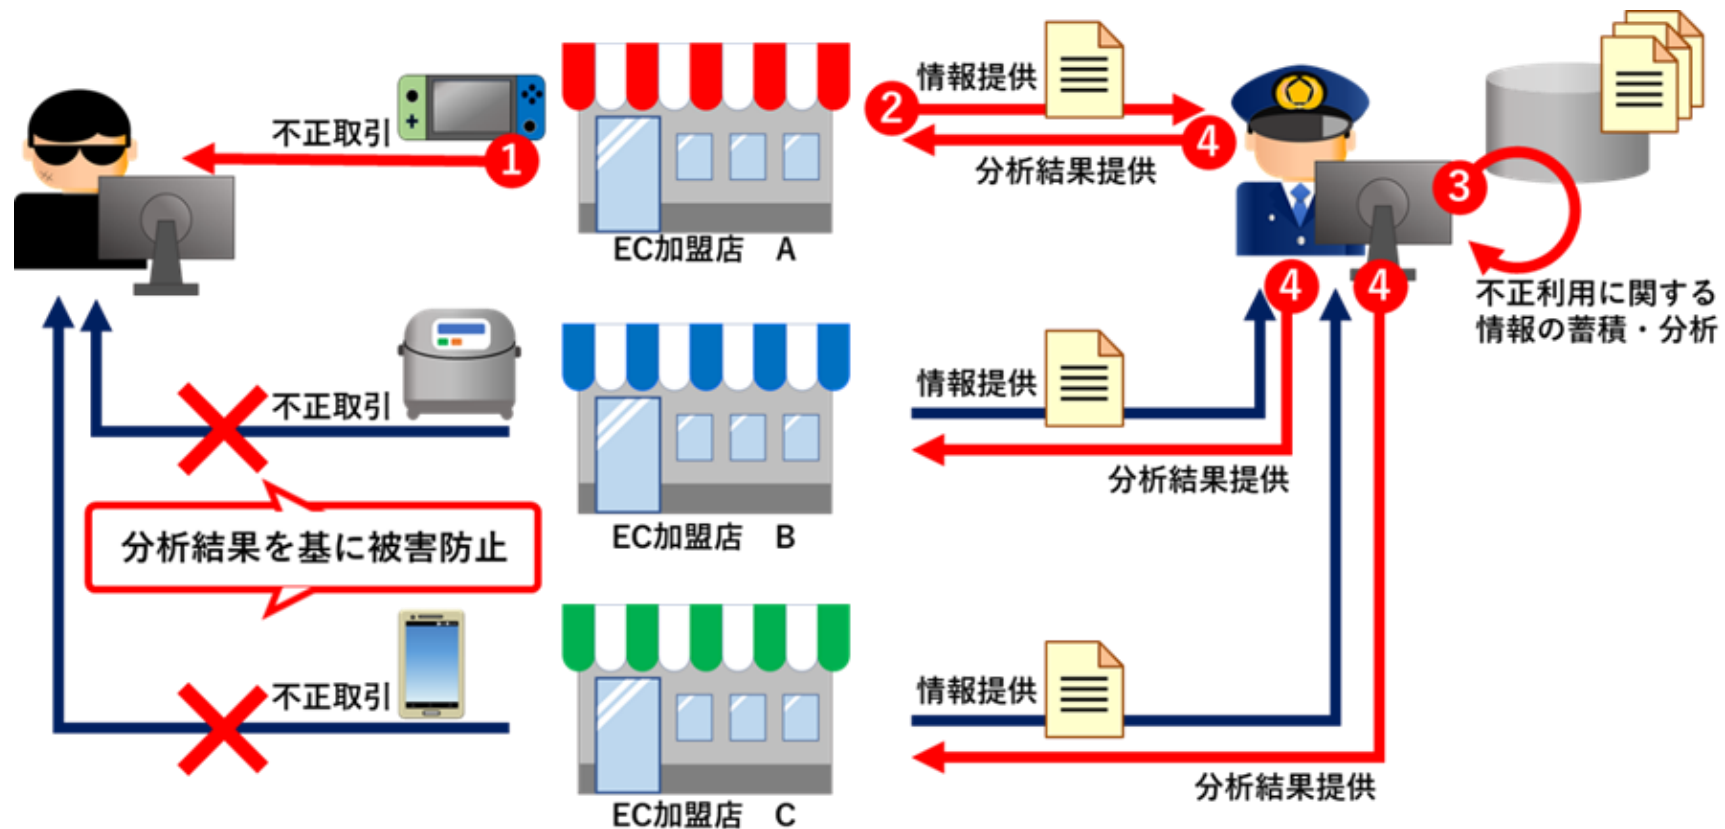 不正取引
1
EC加盟店 A
2
情報提供
4
分析結果提供
3
不正利用に関する
情報の蓄積・分析
4
4
不正取引
EC加盟店 B
情報提供
分析結果提供
分析結果を基に被害防止
不正取引
EC加盟店 C
情報提供
分析結果提供